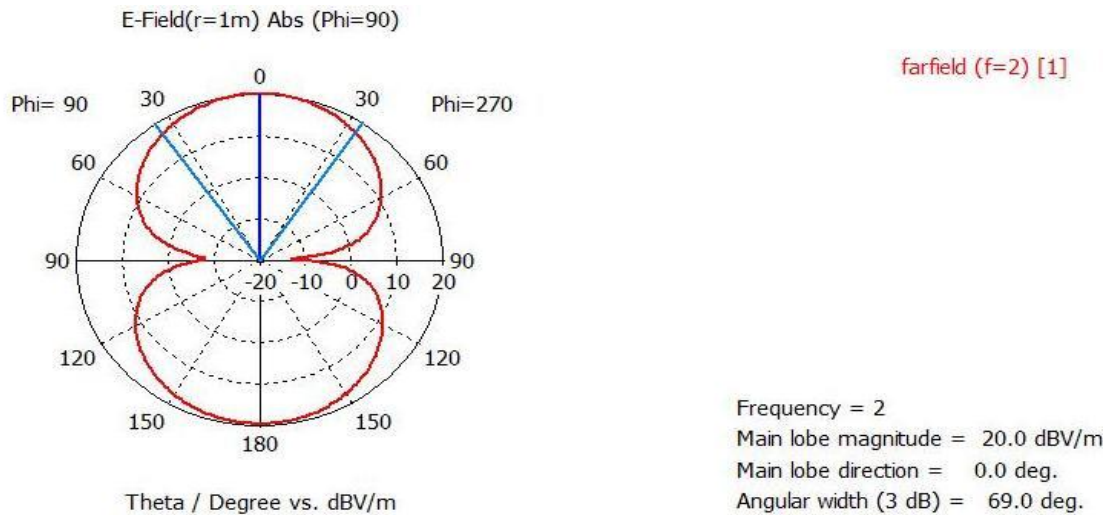 E-Field(r=1m) Abs (Phi=90)
farfield (f=2) [1]
0
Phi= 90 30 30 Phi=270
60 60
90 -20 -10 0 10 20 90
120 120
150 150
180
Frequency = 2
Main lobe magnitude = 20.0 dBV/m
Main lobe direction = 0.0 deg.
Angular width (3 dB) = 69.0 deg.
Theta / Degree vs. dBV/m